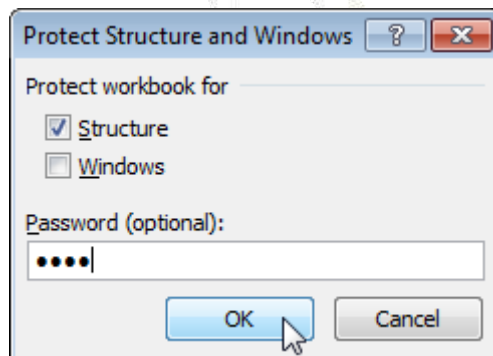 Protect Structure and Windows
Protect workbook for
Structure
Windows
Password (optional):
••••
OK
Cancel